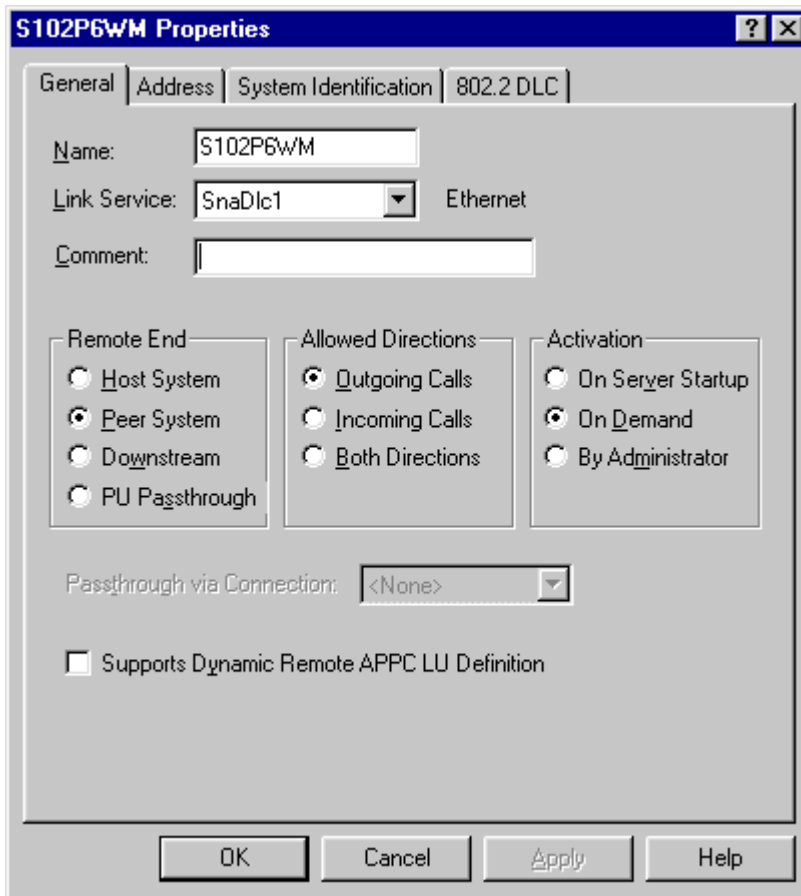 S102P6WM Properties
General Address System Identification 802.2 DLC
Name: S102P6WM
Link Service: SnaDlc1 Ethernet
Comment:
Remote End
Host System
Peer System
Downstream
PU Passthrough
Allowed Directions
Outgoing Calls
Incoming Calls
Both Directions
Activation
On Server Startup
On Demand
By Administrator
Passthrough via Connection: <None>
Supports Dynamic Remote APPC LU Definition
OK Cancel Apply Help